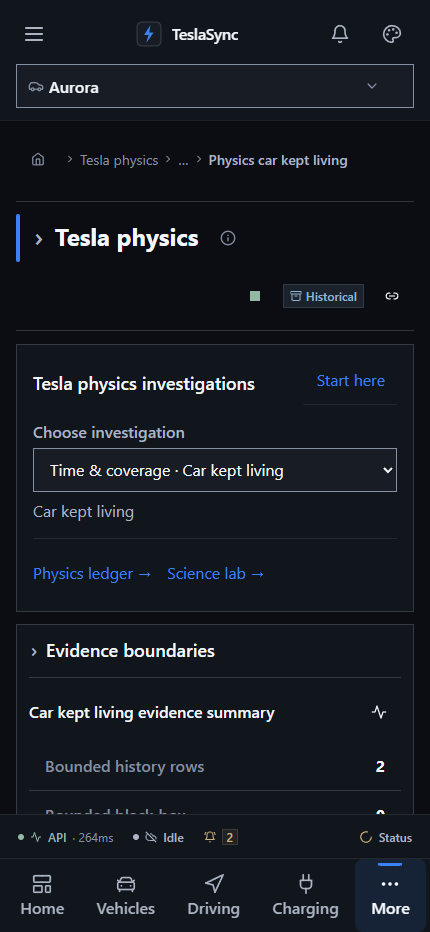 TeslaSync
Aurora
Tesla physics ... Physics car kept living
Tesla physics
Historical
Tesla physics investigations
Start here
Choose investigation
Time & coverage · Car kept living
Car kept living
Physics ledger → Science lab →
Evidence boundaries
Car kept living evidence summary
Bounded history rows 2
API · 264ms Idle 2 Status
Home Vehicles Driving Charging More